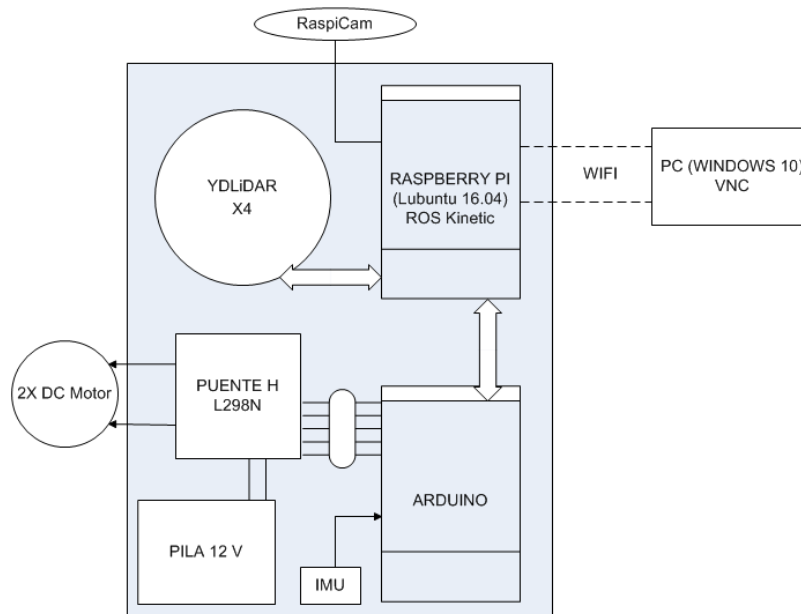 RaspiCam
YDLiDAR
X4
RASPBERRY PI
(Lubuntu 16.04)
ROS Kinetic
WIFI
PC (WINDOWS 10)
VNC
2X DC Motor
PUENTE H
L298N
ARDUINO
PILA 12 V
IMU